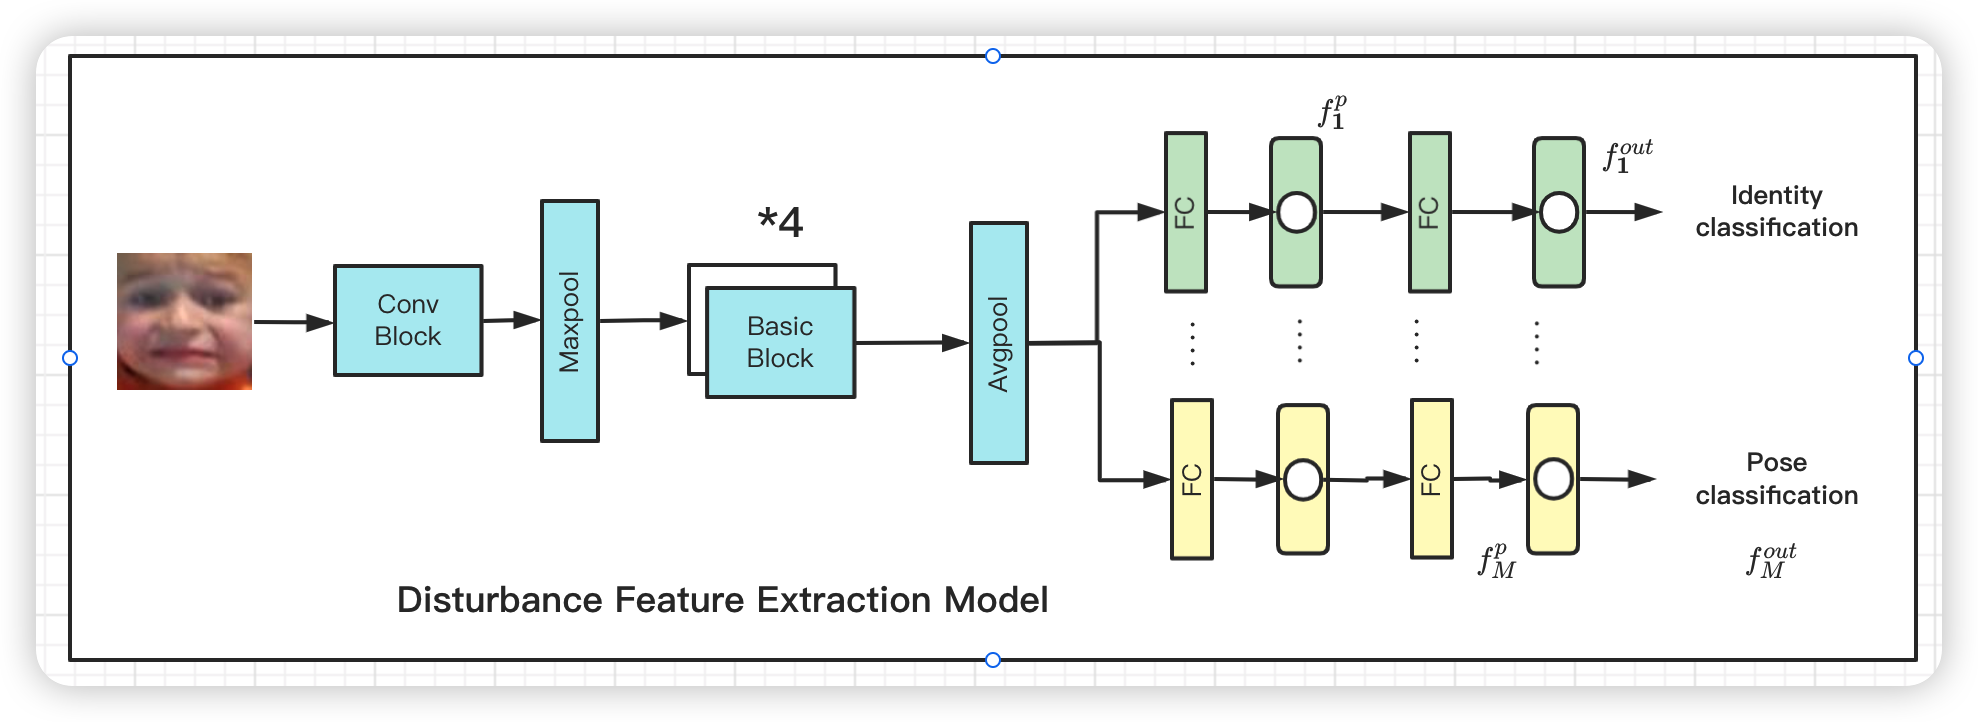 Conv
Block
Maxpool
*4
Basic
Block
Avgpool
FC
f_1^p
FC
f_1^{out}
Identity
classification
FC
FC
f_M^p
Pose
classification
f_M^{out}
Disturbance Feature Extraction Model